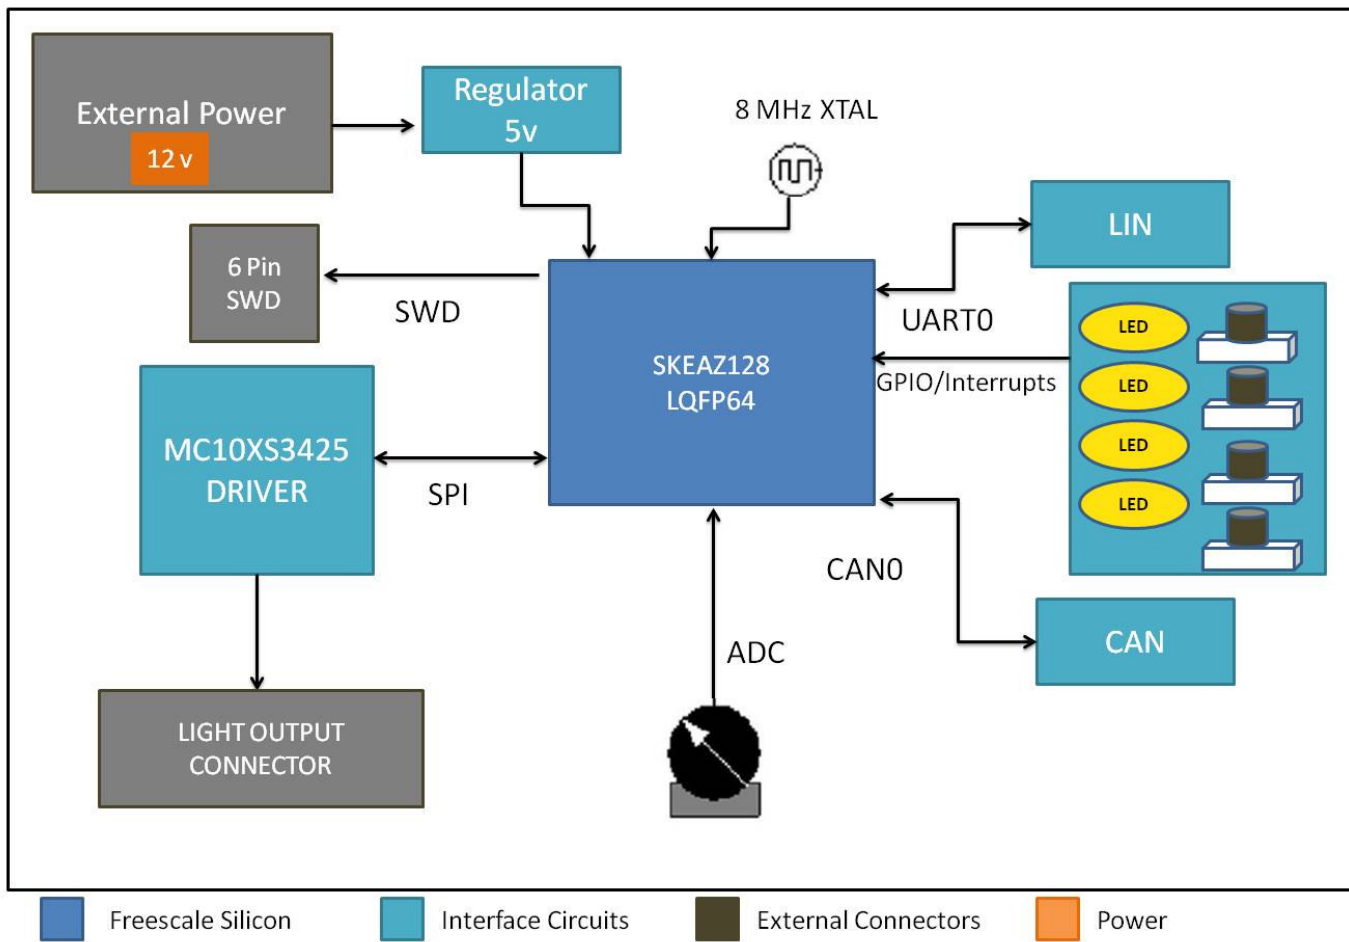 External Power
12 v
Regulator
5v
8 MHz XTAL
LIN
6 Pin
SWD
SWD
UART0
LED
LED
LED
LED
GPIO/Interrupts
SKEAZ128
LQFP64
MC10XS3425
DRIVER
SPI
CAN0
CAN
ADC
LIGHT OUTPUT
CONNECTOR
Freescale Silicon
Interface Circuits
External Connectors
Power